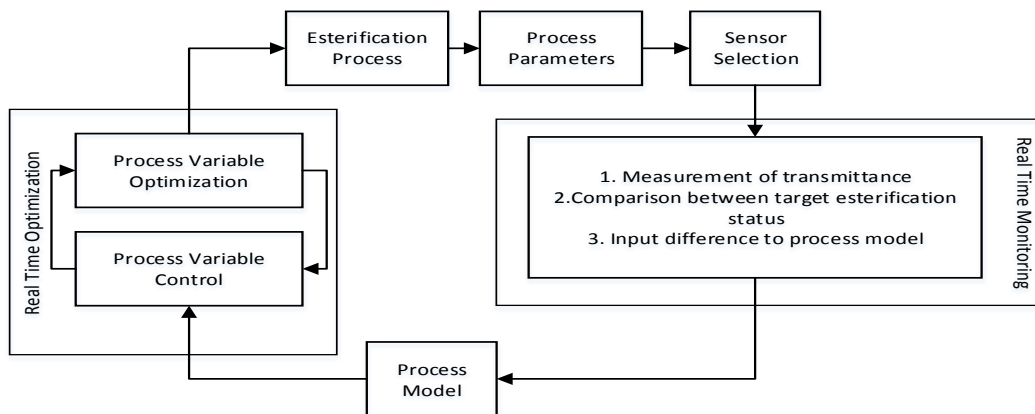 Esterification
Process
Process
Parameters
Sensor
Selection
Real Time Optimization
Process Variable
Optimization
Process Variable
Control
1. Measurement of transmittance
2.Comparison between target esterification
status
3. Input difference to process model
Real Time Monitoring
Process
Model